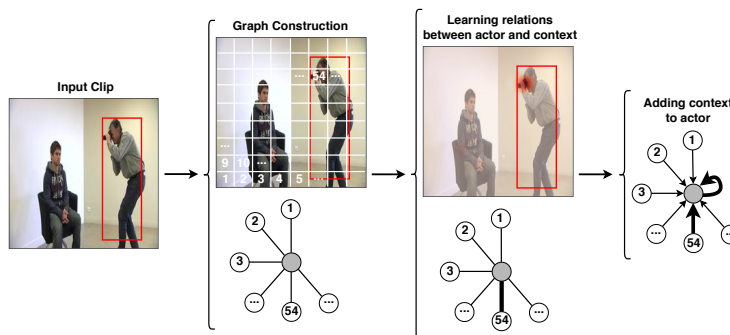 Input Clip
Graph Construction
... 54 ...
...
9 10 ...
1 2 3 4 5 ...
1
2
3
...
54
...
Learning relations
between actor and context
1
2
3
...
54
...
Adding context
to actor
1
2
3
...
54
...